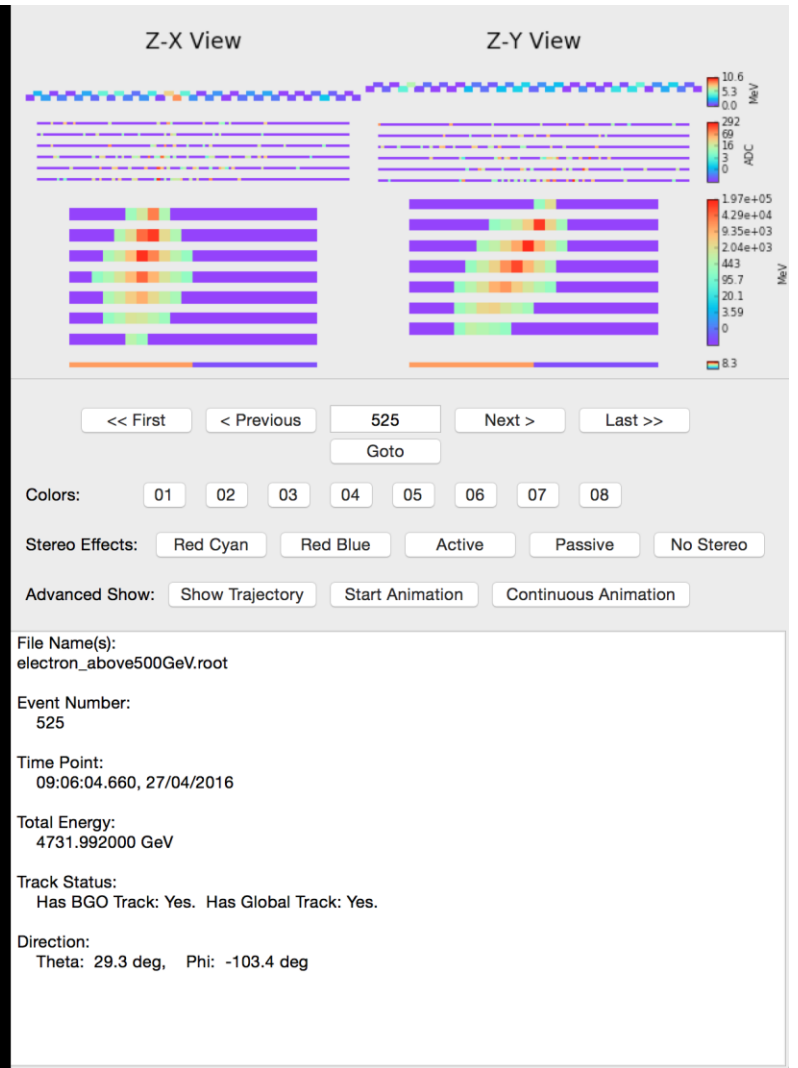 Z-X View
Z-Y View
10.6
5.3
0.0
MeV
292
69
16
3
0
ADC
1.97e+05
4.29e+04
9.35e+03
2.04e+03
443
95.7
20.1
3.59
0
MeV
8.3
<< First
< Previous
525
Next >
Last >>
Goto
Colors: 01 02 03 04 05 06 07 08
Stereo Effects: Red Cyan Red Blue Active Passive No Stereo
Advanced Show: Show Trajectory Start Animation Continuous Animation
File Name(s):
electron_above500GeV.root
Event Number:
525
Time Point:
09:06:04.660, 27/04/2016
Total Energy:
4731.992000 GeV
Track Status:
Has BGO Track: Yes. Has Global Track: Yes.
Direction:
Theta: 29.3 deg, Phi: -103.4 deg